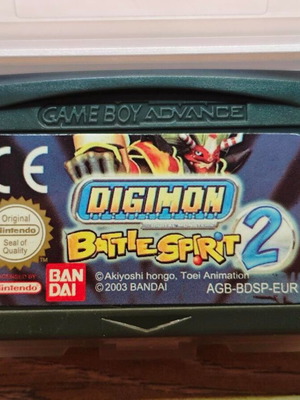 GAME BOY ADVANCE
CE
DIGIMON
BATTLE SPIRIT 2
Original
Nintendo
Seal of
Quality
BAN
DAI
©Akiyoshi hongo, Toei Animation
©2003 BANDAI
AGB-BDSP-EUR